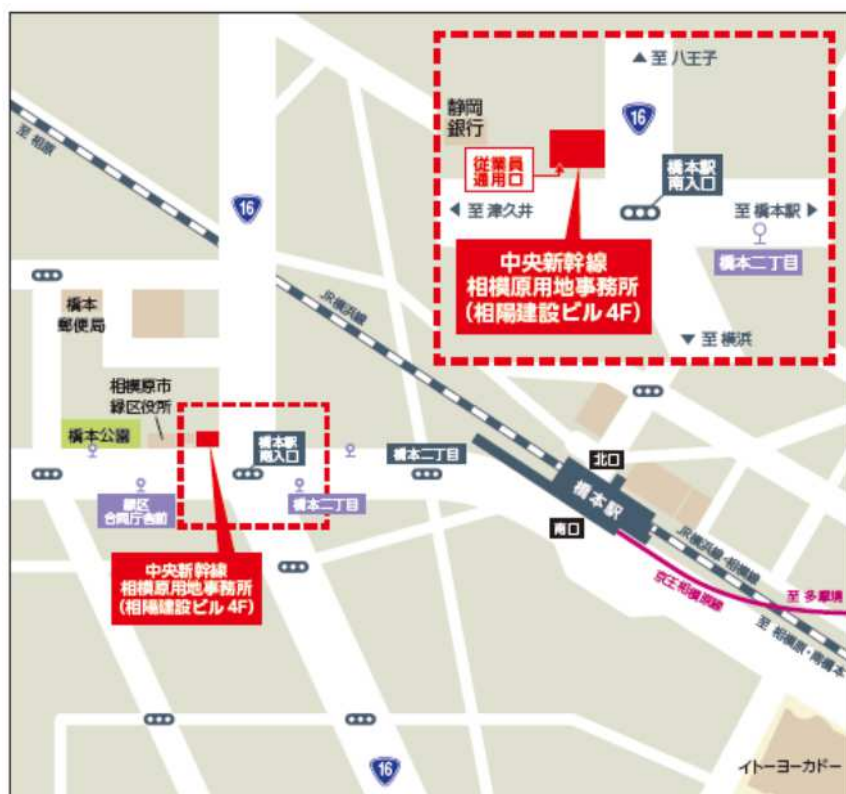 至 相原
16
橋本
郵便局
相模原市
緑区役所
橋本公園
緑区
合同庁舎前
橋本駅
南入口
橋本二丁目
中央新幹線
相模原用地事務所
(相陽建設ビル 4F)
JR横浜線
橋本二丁目
北口
橋本駅
南口
JR横浜線・相模線
京王相模原線
至 多摩境
至 相模原・南橋本
16
イトーヨーカドー
▲ 至 八王子
静岡
銀行
16
従業員
通用口
橋本駅
南入口
◀ 至 津久井
至 橋本駅 ▶
橋本二丁目
中央新幹線
相模原用地事務所
(相陽建設ビル 4F)
▼ 至 横浜